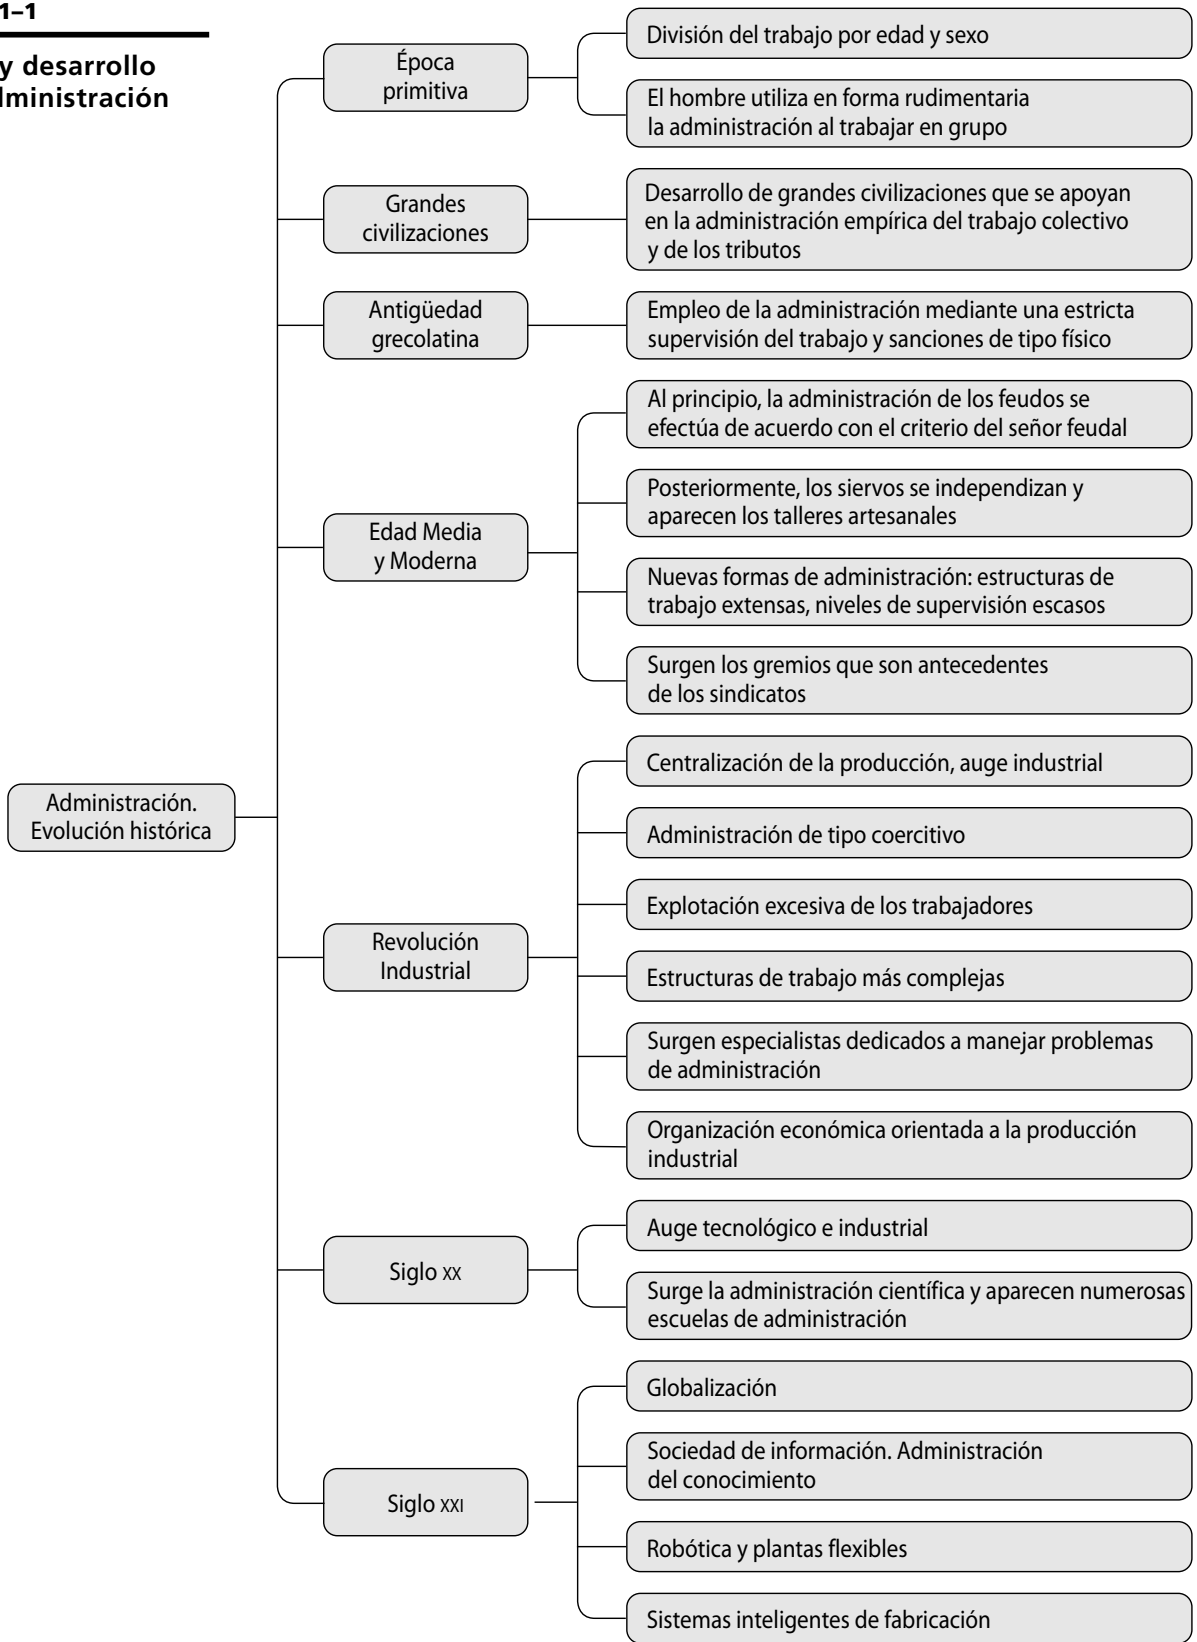 1–1
y desarrollo
dministración
Administración.
Evolución histórica
Época
primitiva
División del trabajo por edad y sexo
El hombre utiliza en forma rudimentaria
la administración al trabajar en grupo
Grandes
civilizaciones
Desarrollo de grandes civilizaciones que se apoyan
en la administración empírica del trabajo colectivo
y de los tributos
Antigüedad
grecolatina
Empleo de la administración mediante una estricta
supervisión del trabajo y sanciones de tipo físico
Edad Media
y Moderna
Al principio, la administración de los feudos se
efectúa de acuerdo con el criterio del señor feudal
Posteriormente, los siervos se independizan y
aparecen los talleres artesanales
Nuevas formas de administración: estructuras de
trabajo extensas, niveles de supervisión escasos
Surgen los gremios que son antecedentes
de los sindicatos
Revolución
Industrial
Centralización de la producción, auge industrial
Administración de tipo coercitivo
Explotación excesiva de los trabajadores
Estructuras de trabajo más complejas
Surgen especialistas dedicados a manejar problemas
de administración
Organización económica orientada a la producción
industrial
Siglo XX
Auge tecnológico e industrial
Surge la administración científica y aparecen numerosas
escuelas de administración
Siglo XXI
Globalización
Sociedad de información. Administración
del conocimiento
Robótica y plantas flexibles
Sistemas inteligentes de fabricación